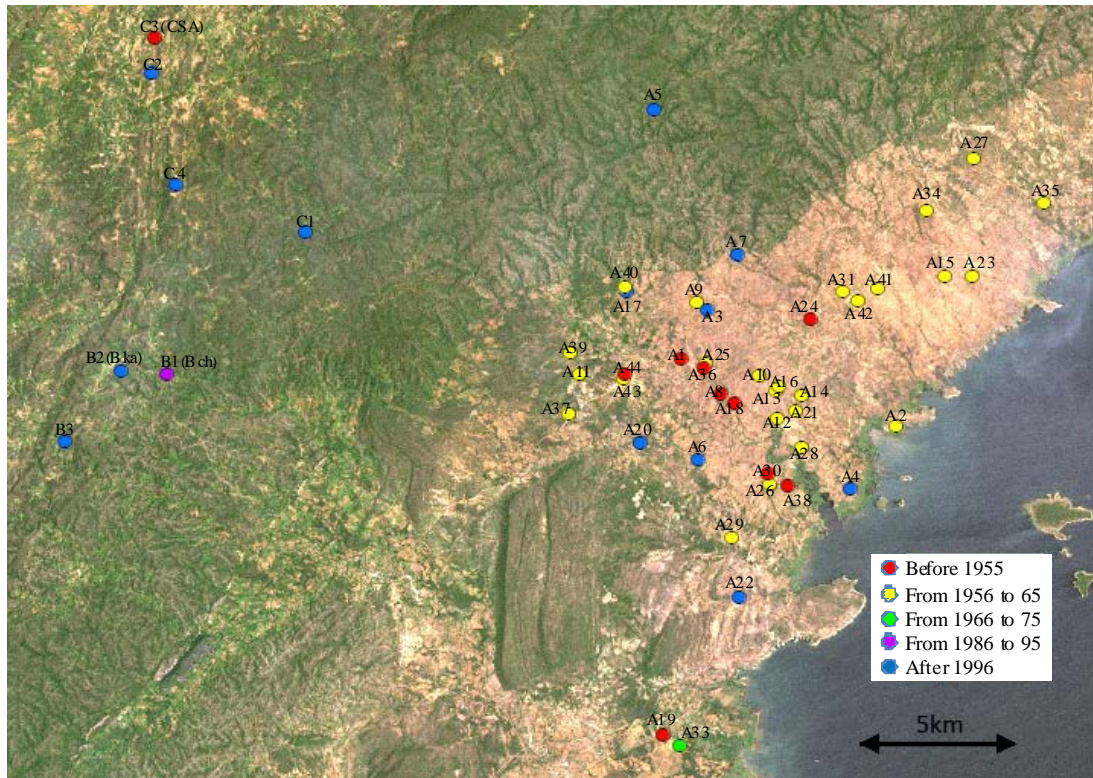 C3 (CSA)
C2
A5
A27
C4
A34
A35
C1
A7
A40
A15
A23
A31
A41
A9
A17
A3
A42
A24
A39
A1
A25
B2 (Bka)
B1 (Bch)
A11
A44
A36
A10
A16
A43
A8
A13
A14
A37
A18
A21
A12
A2
B3
A20
A6
A28
A30
A26
A4
A38
A29
A22
Before 1955
From 1956 to 65
From 1966 to 75
From 1986 to 95
After 1996
A19
A33
5km